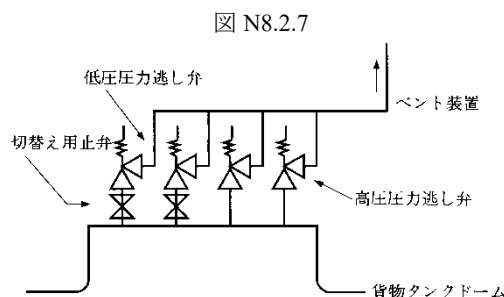 図 N8.2.7
低圧圧力逃し弁
ベント装置
切替え用止弁
高圧圧力逃し弁
貨物タンクドーム